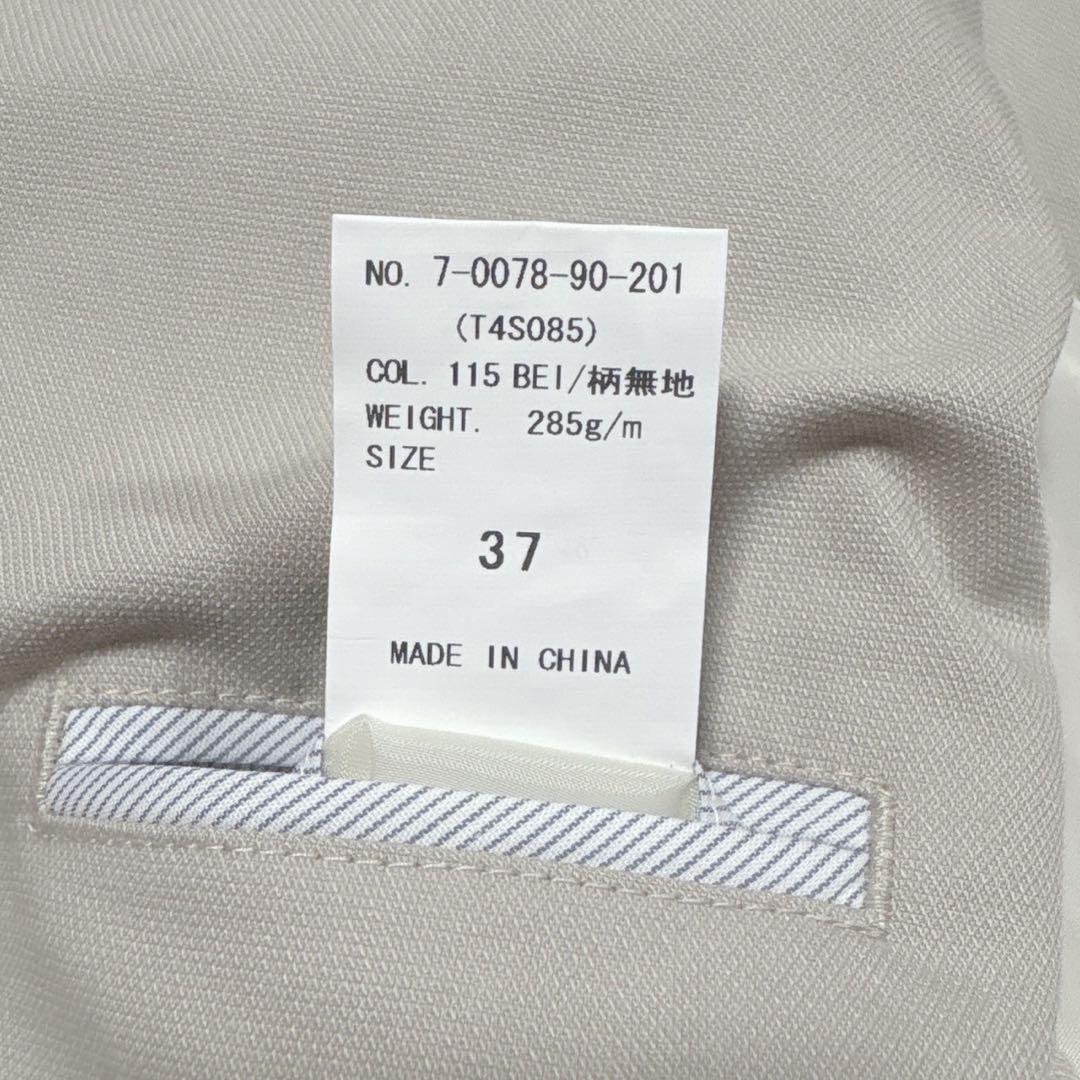 NO. 7-0078-90-201
(T4S085)
COL. 115 BEI/柄無地
WEIGHT. 285g/m
SIZE
37
MADE IN CHINA